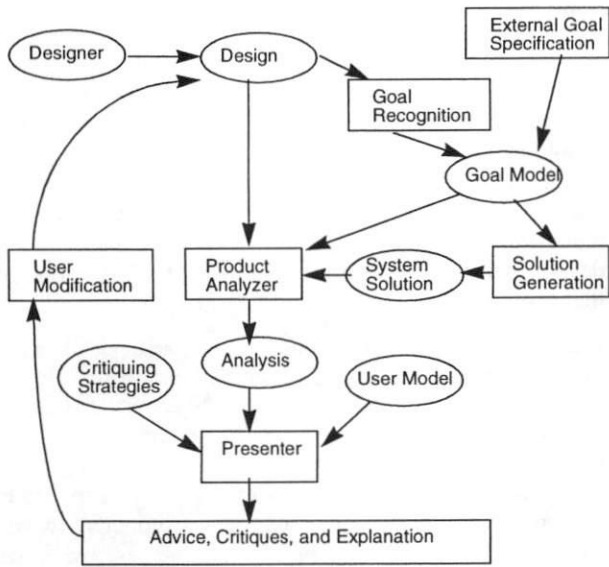 External Goal
Specification
Designer
Design
Goal
Recognition
Goal Model
User
Modification
Product
Analyzer
System
Solution
Solution
Generation
Critiquing
Strategies
Analysis
User Model
Presenter
Advice, Critiques, and Explanation